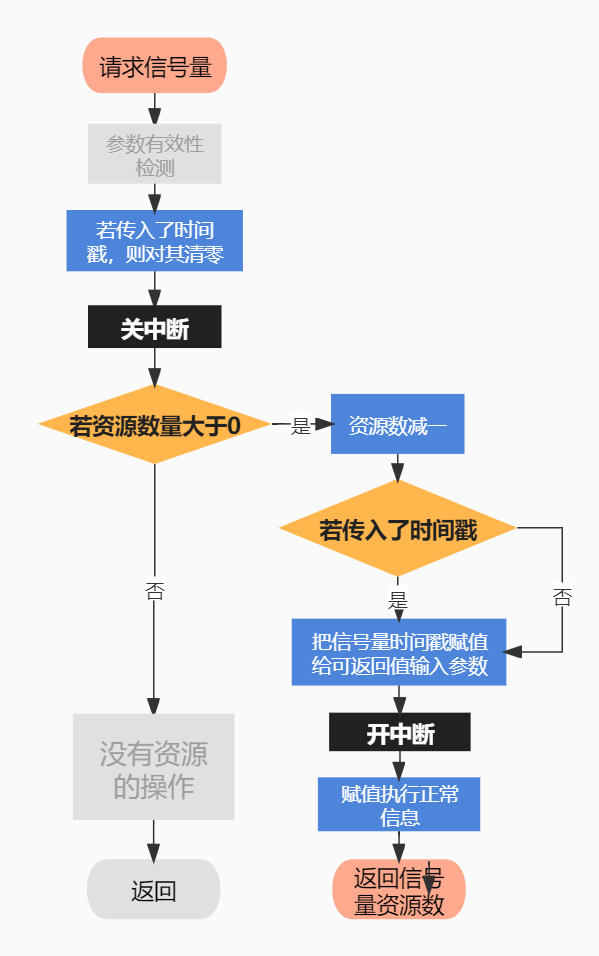 请求信号量
参数有效性
检测
若传入了时间
戳，则对其清零
关中断
若资源数量大于0
是
资源数减一
若传入了时间戳
否
是
否
把信号量时间戳赋值
给可返回值输入参数
没有资源
的操作
开中断
赋值执行正常
信息
返回
返回信号
量资源数